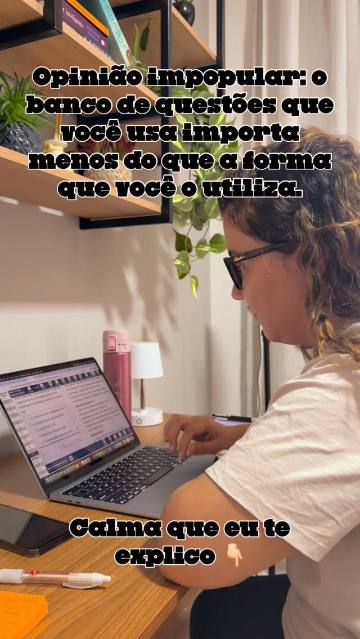 Opinião impopular: o
banco de questões que
você usa importa
menos do que a forma
que você o utiliza.
Calma que eu te
explico 👇🏻